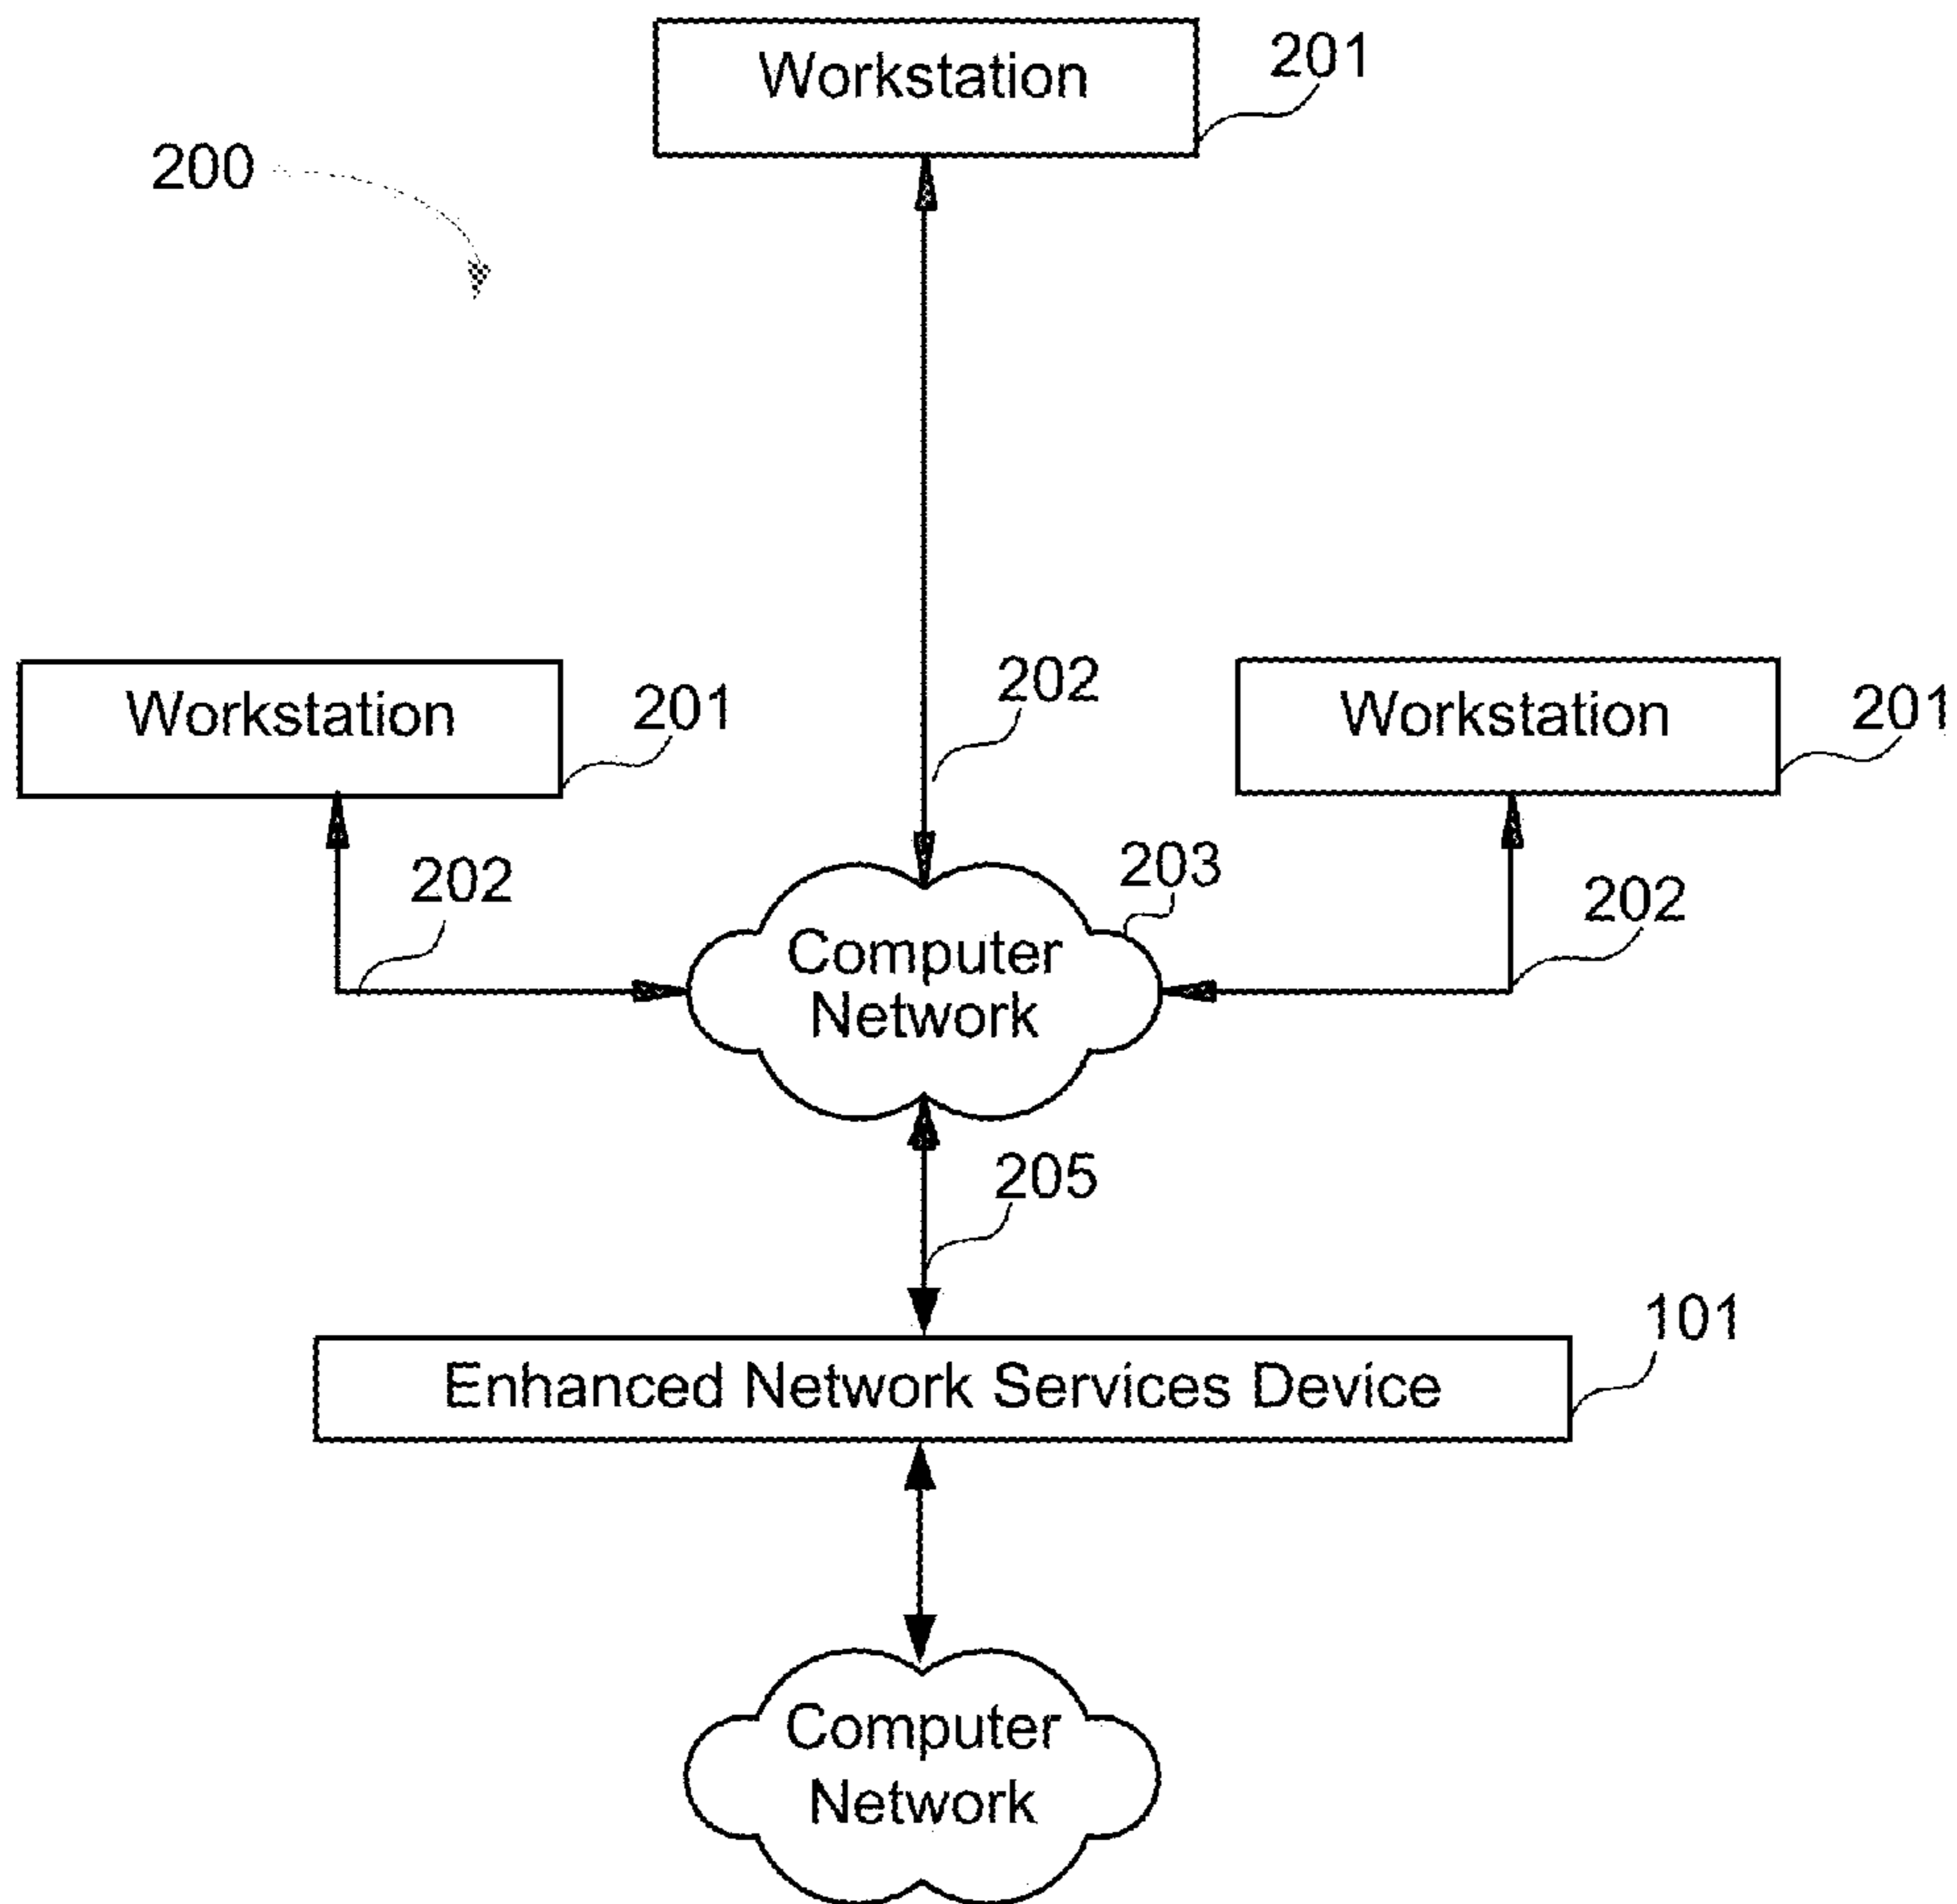 Workstation
201
200
202
Workstation
201
Workstation
201
202
203
202
Computer
Network
205
101
Enhanced Network Services Device
Computer
Network